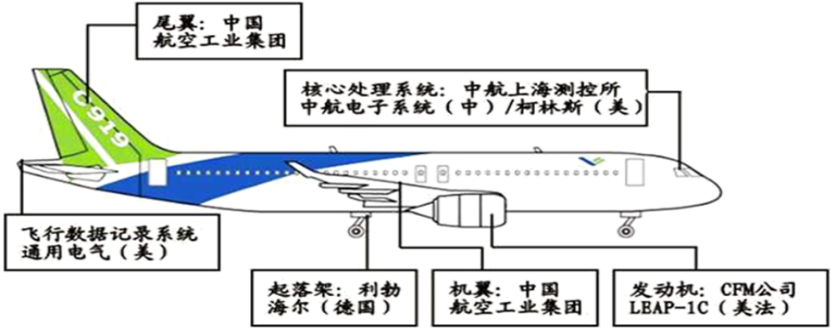 尾翼：中国
航空工业集团
核心处理系统：中航上海测控所
中航电子系统（中）/柯林斯（美）
C919
飞行数据记录系统
通用电气（美）
起落架：利勃
海尔（德国）
机翼：中国
航空工业集团
发动机：CFM公司
LEAP-1C（美法）